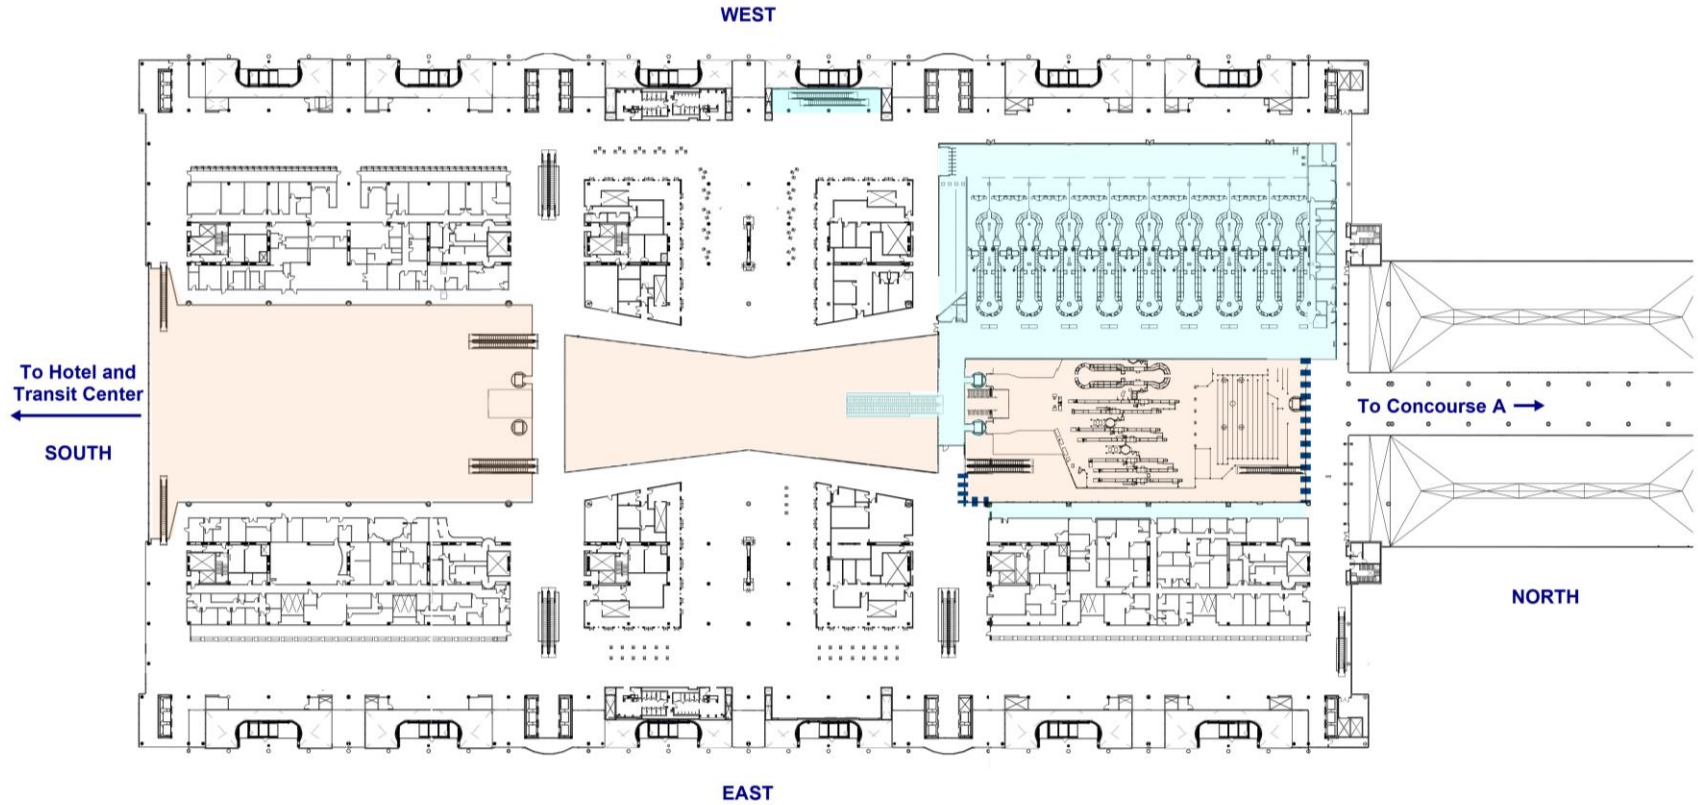 WEST
To Hotel and
Transit Center
SOUTH
To Concourse A
NORTH
EAST